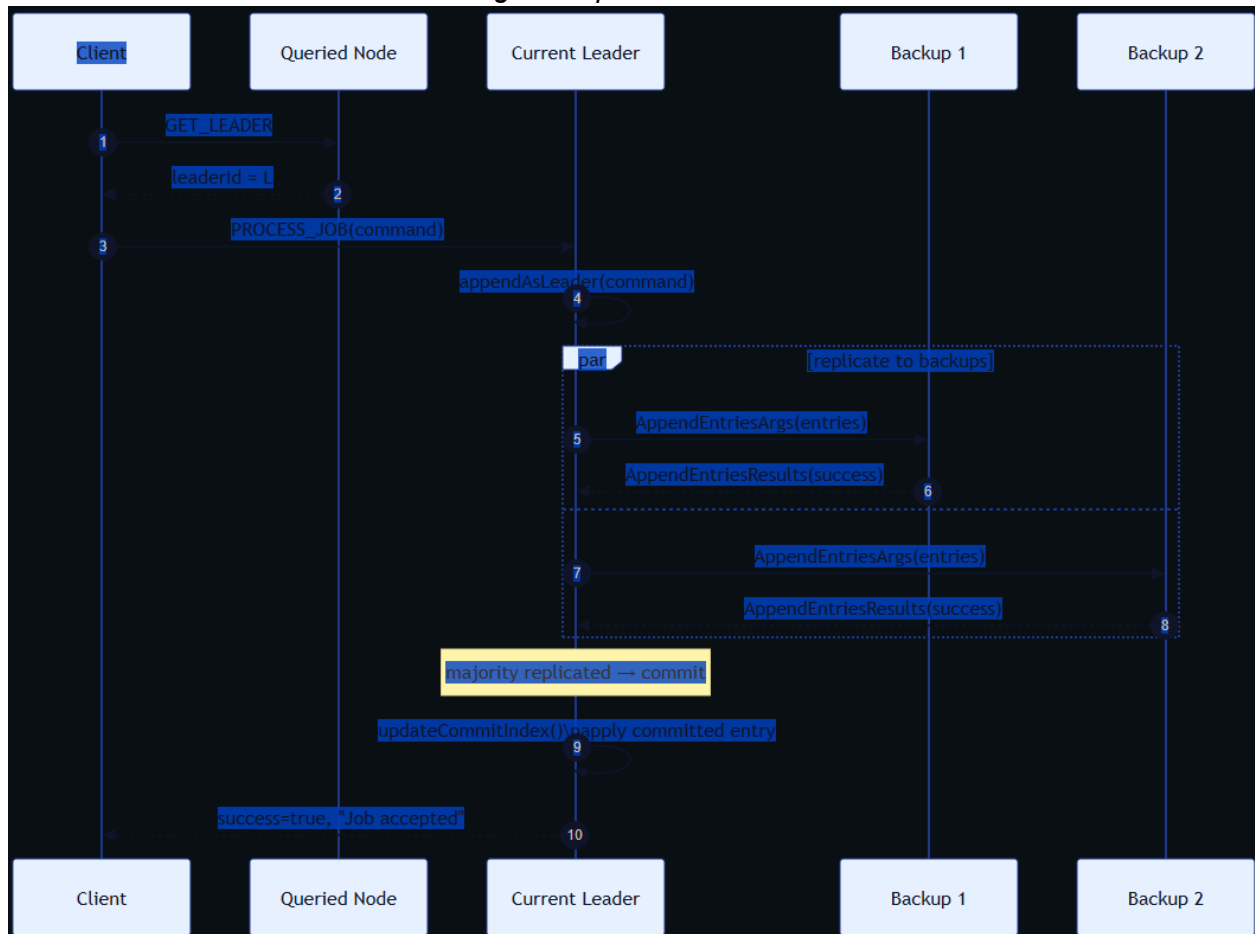 Client Queried Node Current Leader Backup 1 Backup 2
GET_LEADER
1
leaderId = L
2
PROCESS_JOB(command)
3
appendAsLeader(command)
4
par [replicate to backups]
AppendEntriesArgs(entries)
5
AppendEntriesResults(success)
6
AppendEntriesArgs(entries)
7
AppendEntriesResults(success)
8
majority replicated → commit
updateCommitIndex()\napply committed entry
9
success=true, "Job accepted"
10
Client Queried Node Current Leader Backup 1 Backup 2